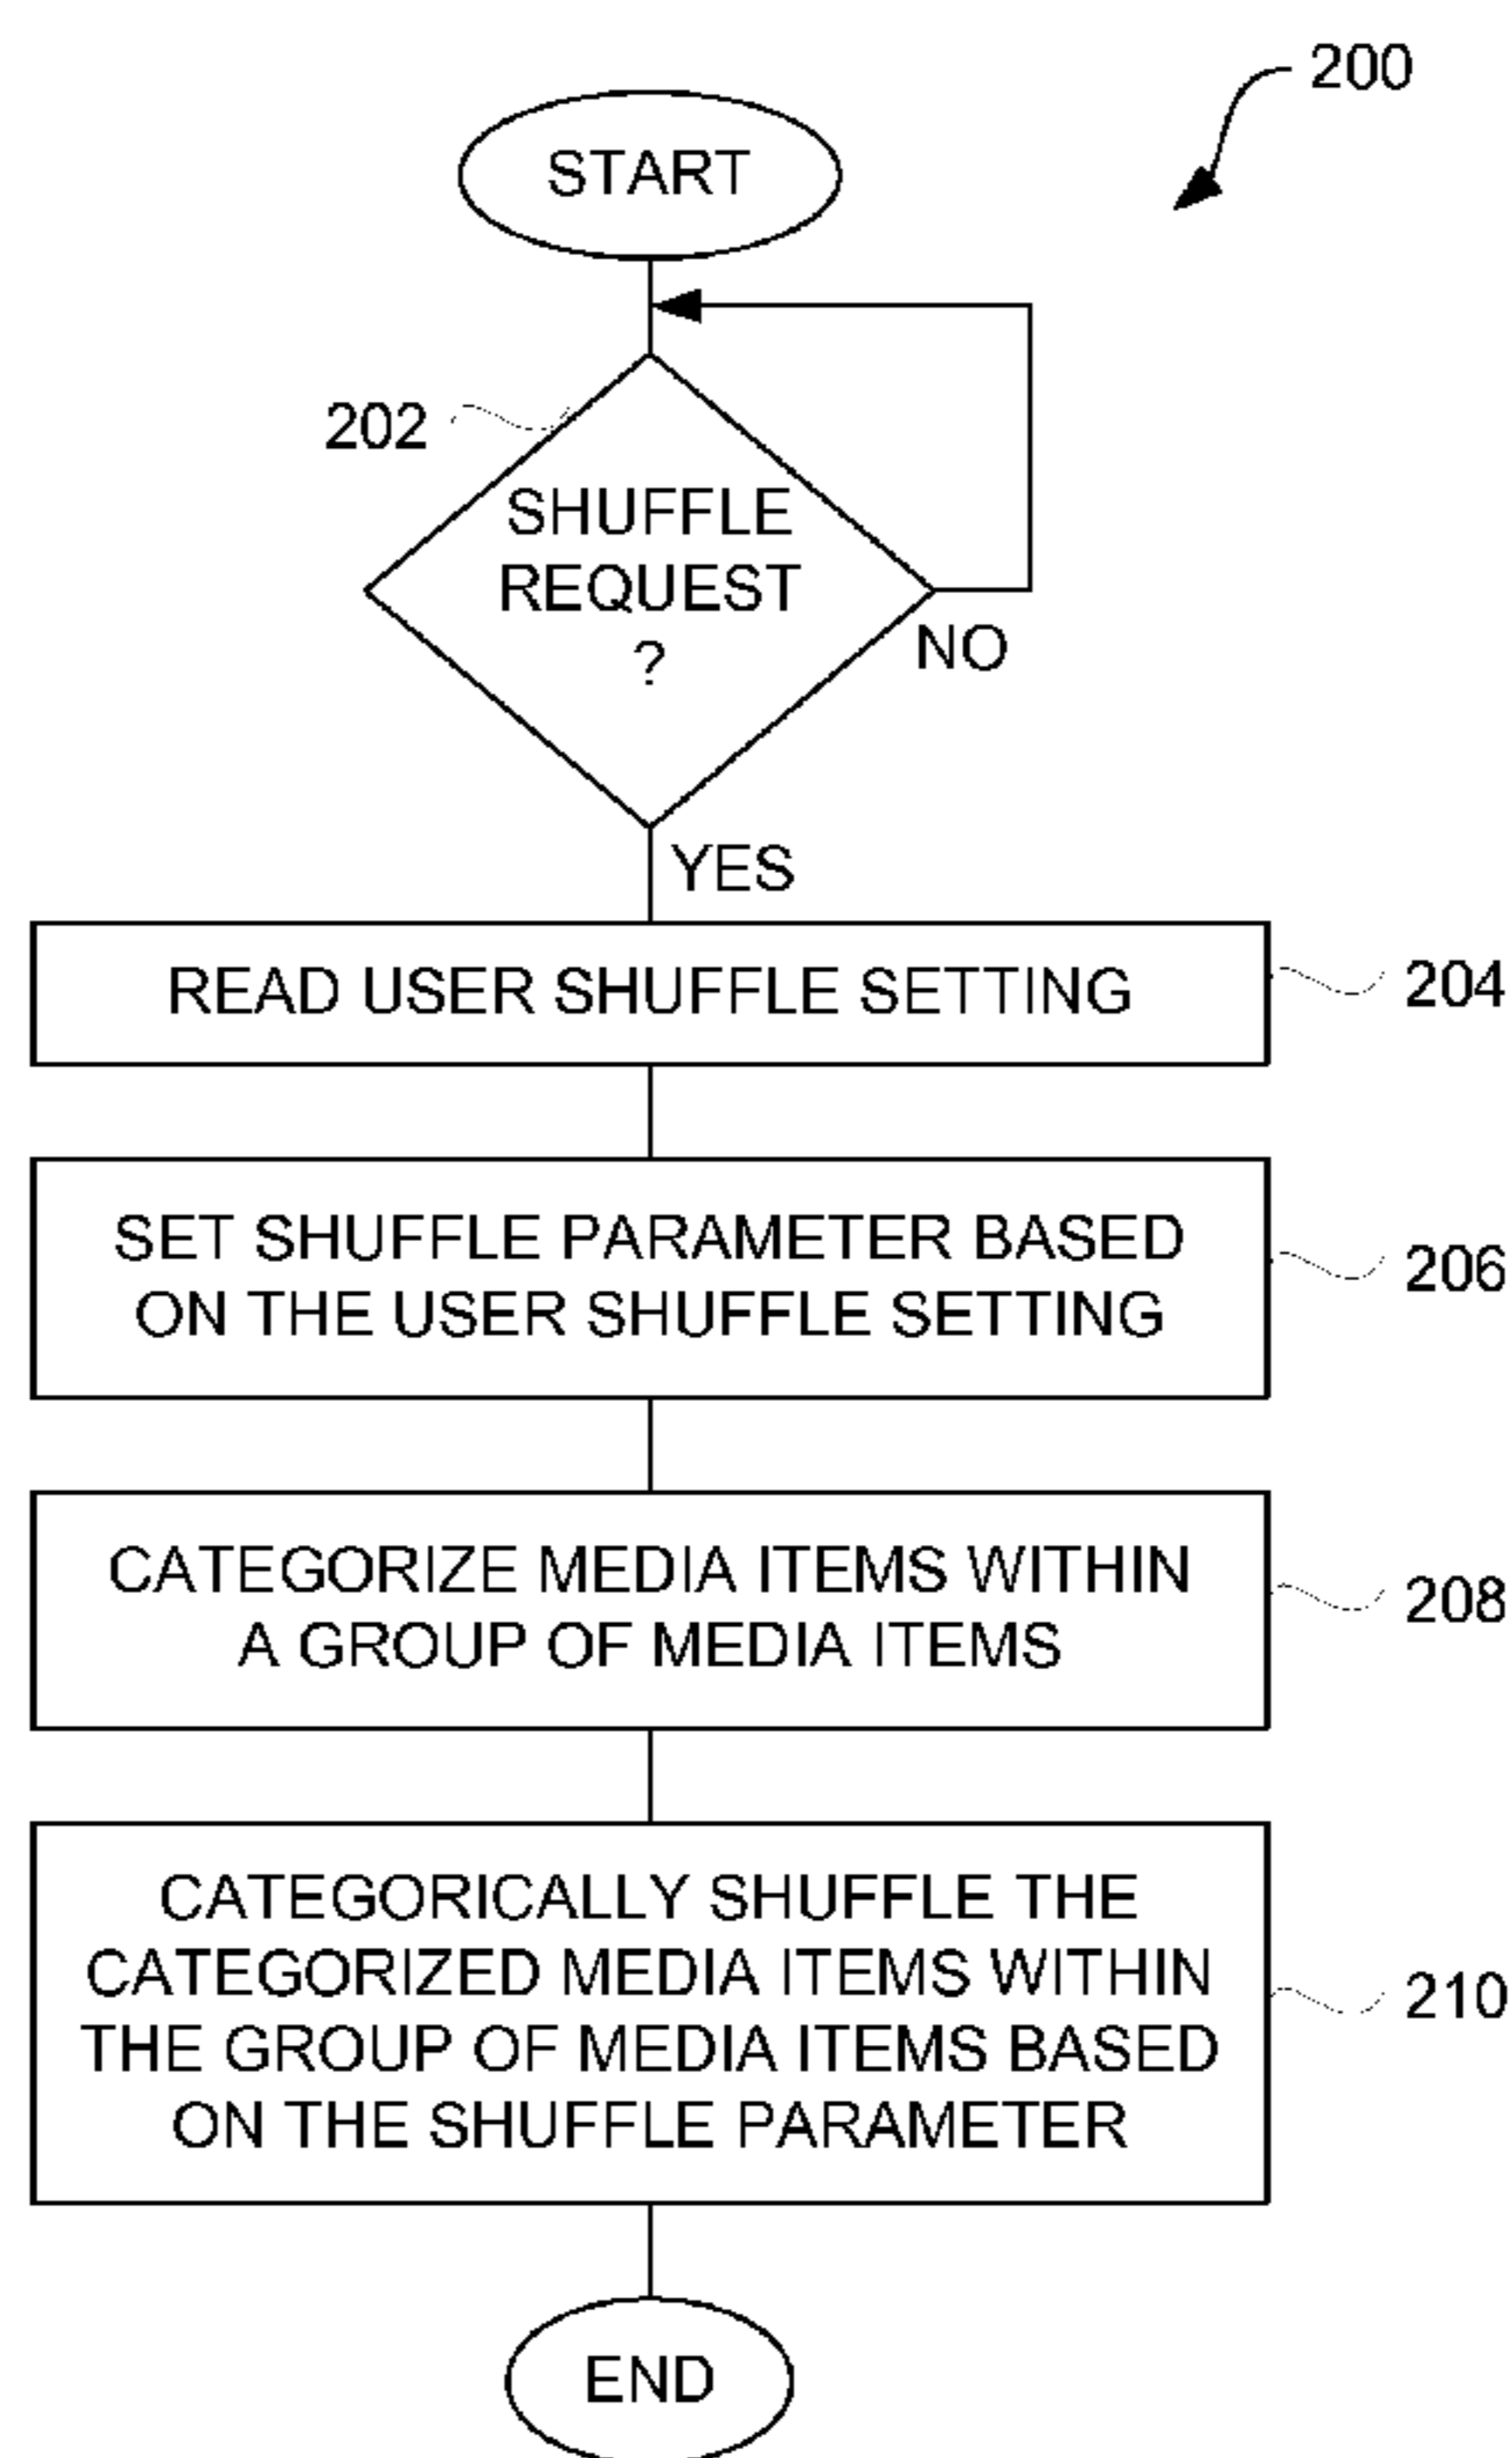 200
START
202
SHUFFLE
REQUEST
?
NO
YES
READ USER SHUFFLE SETTING
204
SET SHUFFLE PARAMETER BASED
ON THE USER SHUFFLE SETTING
206
CATEGORIZE MEDIA ITEMS WITHIN
A GROUP OF MEDIA ITEMS
208
CATEGORICALLY SHUFFLE THE
CATEGORIZED MEDIA ITEMS WITHIN
THE GROUP OF MEDIA ITEMS BASED
ON THE SHUFFLE PARAMETER
210
END